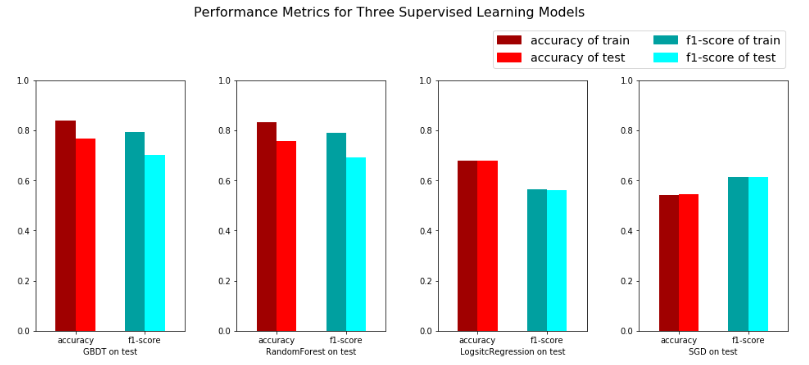 Performance Metrics for Three Supervised Learning Models
accuracy of train
f1-score of train
accuracy of test
f1-score of test
1.0
0.8
0.6
0.4
0.2
0.0
accuracy f1-score
GBDT on test
1.0
0.8
0.6
0.4
0.2
0.0
accuracy f1-score
RandomForest on test
1.0
0.8
0.6
0.4
0.2
0.0
accuracy f1-score
LogsitcRegression on test
1.0
0.8
0.6
0.4
0.2
0.0
accuracy f1-score
SGD on test